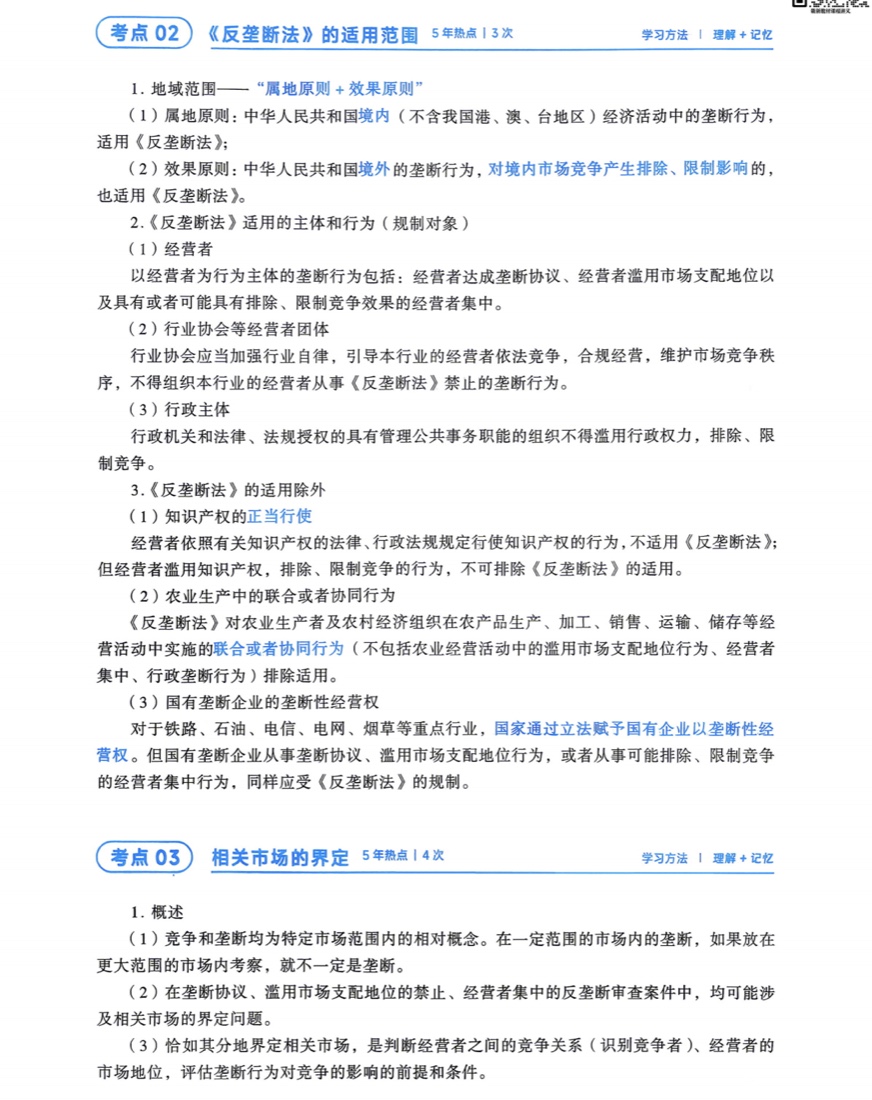 考点 02 《反垄断法》的适用范围 5年热点 | 3次 学习方法 | 理解+记忆
1. 地域范围——“属地原则+效果原则”
（1）属地原则：中华人民共和国境内（不含我国港、澳、台地区）经济活动中的垄断行为，
适用《反垄断法》；
（2）效果原则：中华人民共和国境外的垄断行为，对境内市场竞争产生排除、限制影响的，
也适用《反垄断法》。
2.《反垄断法》适用的主体和行为（规制对象）
（1）经营者
以经营者为行为主体的垄断行为包括：经营者达成垄断协议、经营者滥用市场支配地位以
及具有或者可能具有排除、限制竞争效果的经营者集中。
（2）行业协会等经营者团体
行业协会应当加强行业自律，引导本行业的经营者依法竞争，合规经营，维护市场竞争秩
序，不得组织本行业的经营者从事《反垄断法》禁止的垄断行为。
（3）行政主体
行政机关和法律、法规授权的具有管理公共事务职能的组织不得滥用行政权力，排除、限
制竞争。
3.《反垄断法》的适用除外
（1）知识产权的正当行使
经营者依照有关知识产权的法律、行政法规规定行使知识产权的行为，不适用《反垄断法》；
但经营者滥用知识产权，排除、限制竞争的行为，不可排除《反垄断法》的适用。
（2）农业生产中的联合或者协同行为
《反垄断法》对农业生产者及农村经济组织在农产品生产、加工、销售、运输、储存等经
营活动中实施的联合或者协同行为（不包括农业经营活动中的滥用市场支配地位行为、经营者
集中、行政垄断行为）排除适用。
（3）国有垄断企业的垄断性经营权
对于铁路、石油、电信、电网、烟草等重点行业，国家通过立法赋予国有企业以垄断性经
营权。但国有垄断企业从事垄断协议、滥用市场支配地位行为，或者从事可能排除、限制竞争
的经营者集中行为，同样应受《反垄断法》的规制。
考点 03 相关市场的界定 5年热点 | 4次 学习方法 | 理解+记忆
1. 概述
（1）竞争和垄断均为特定市场范围内的相对概念。在一定范围的市场内的垄断，如果放在
更大范围的市场内考察，就不一定是垄断。
（2）在垄断协议、滥用市场支配地位的禁止、经营者集中的反垄断审查案件中，均可能涉
及相关市场的界定问题。
（3）恰如其分地界定相关市场，是判断经营者之间的竞争关系（识别竞争者）、经营者的
市场地位，评估垄断行为对竞争的影响的前提和条件。